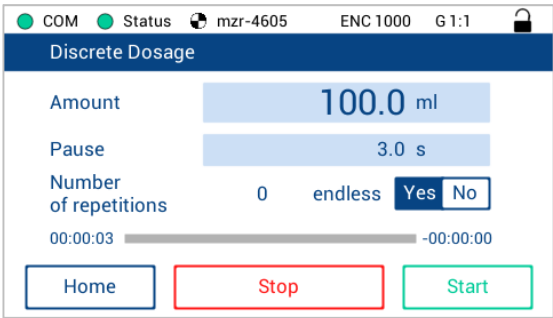 COM Status mzr-4605 ENC 1000 G 1:1
Discrete Dosage
Amount 100.0 ml
Pause 3.0 s
Number
of repetitions 0 endless Yes No
00:00:03 -00:00:00
Home Stop Start